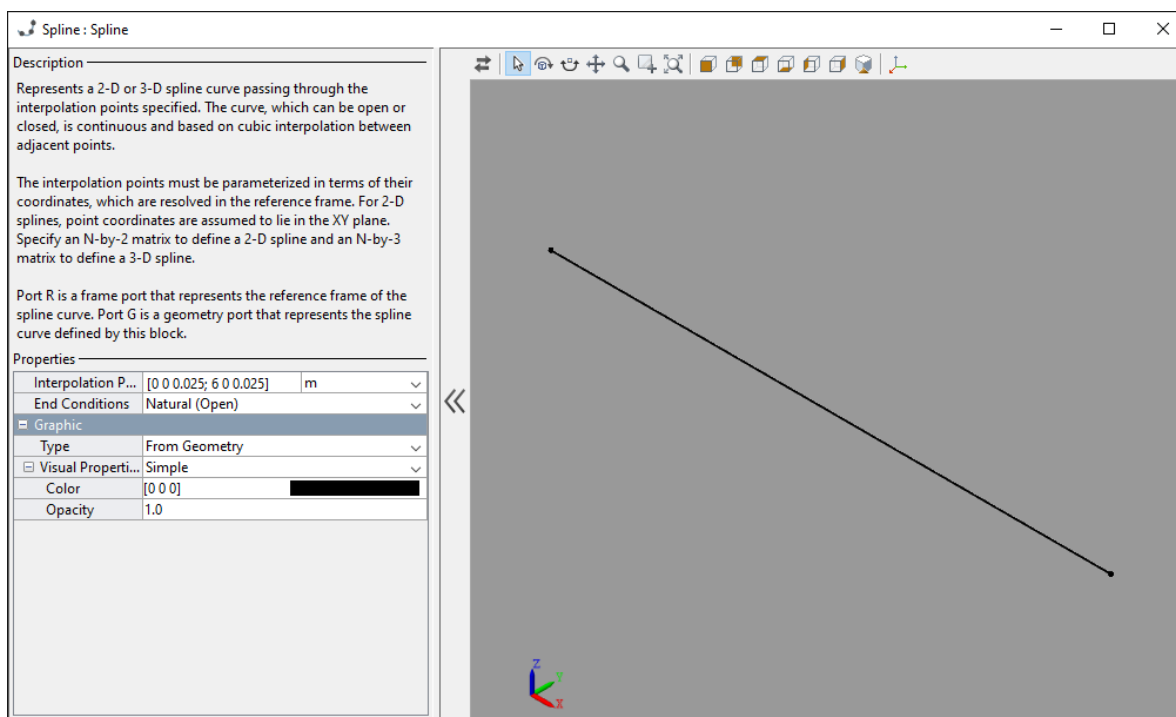 Spline : Spline
Description
Represents a 2-D or 3-D spline curve passing through the
interpolation points specified. The curve, which can be open or
closed, is continuous and based on cubic interpolation between
adjacent points.
The interpolation points must be parameterized in terms of their
coordinates, which are resolved in the reference frame. For 2-D
splines, point coordinates are assumed to lie in the XY plane.
Specify an N-by-2 matrix to define a 2-D spline and an N-by-3
matrix to define a 3-D spline.
Port R is a frame port that represents the reference frame of the
spline curve. Port G is a geometry port that represents the spline
curve defined by this block.
Properties
Interpolation P... [0 0 0.025; 6 0 0.025] m
End Conditions Natural (Open)
Graphic
Type From Geometry
Visual Properti... Simple
Color [0 0 0]
Opacity 1.0
Z
Y
X